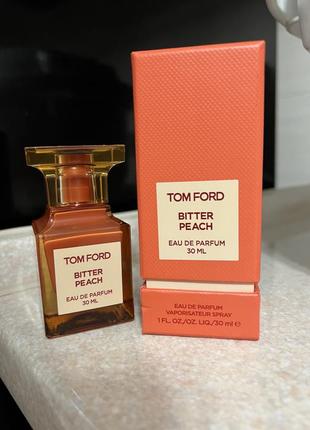 TOM FORD
BITTER
PEACH
EAU DE PARFUM
30 ML
TOM FORD
BITTER
PEACH
EAU DE PARFUM
30 ML
EAU DE PARFUM
VAPORISATEUR SPRAY
1 FL. OZ./OZ. LIQ./30 ml ℮